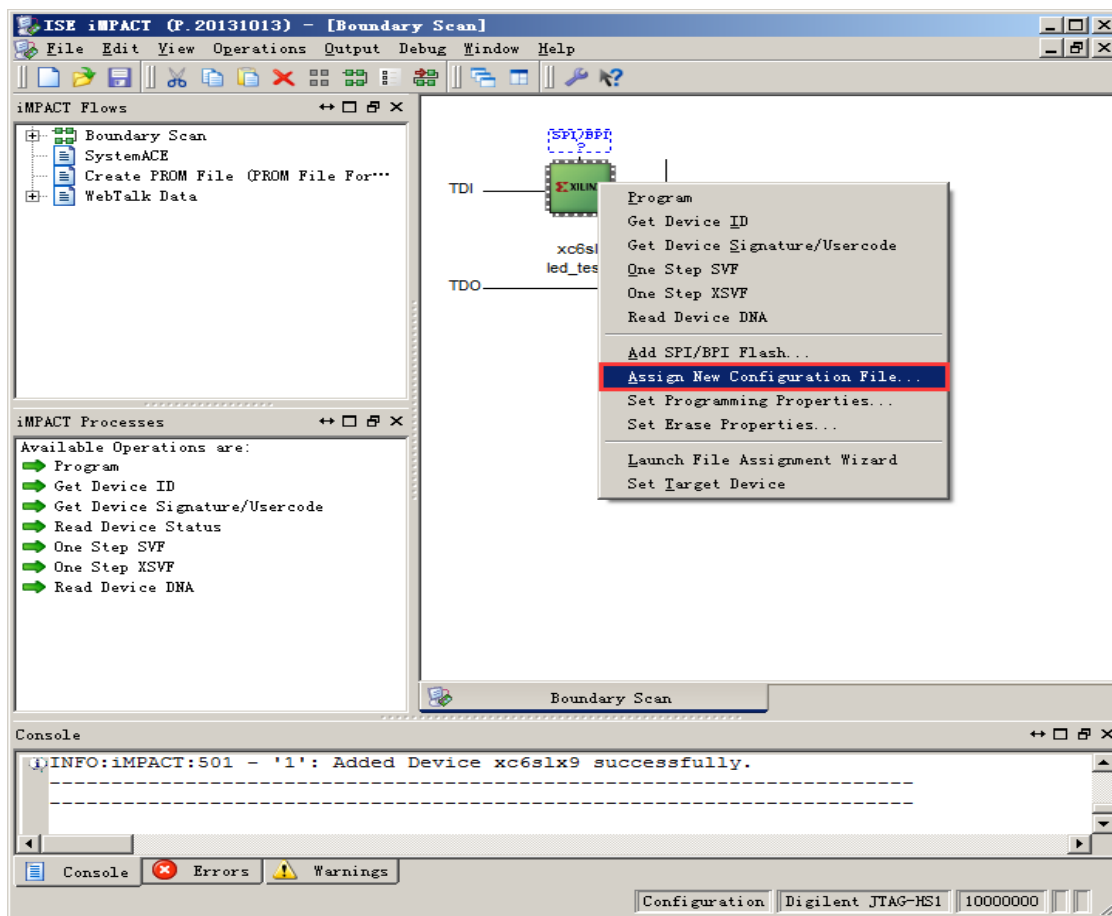 ISE iMPACT (P.20131013) - [Boundary Scan]
File Edit View Operations Output Debug Window Help
iMPACT Flows
Boundary Scan
SystemACE
Create PROM File (PROM File For...
WebTalk Data
iMPACT Processes
Available Operations are:
Program
Get Device ID
Get Device Signature/Usercode
Read Device Status
One Step SVF
One Step XSVF
Read Device DNA
SPI/BPI
?
TDI
XILINX
xc6sl
led_tes
TDO
Program
Get Device ID
Get Device Signature/Usercode
One Step SVF
One Step XSVF
Read Device DNA
Add SPI/BPI Flash...
Assign New Configuration File...
Set Programming Properties...
Set Erase Properties...
Launch File Assignment Wizard
Set Target Device
Boundary Scan
Console
INFO:iMPACT:501 - '1': Added Device xc6slx9 successfully.
----------------------------------------------------------------------
----------------------------------------------------------------------
Console Errors Warnings
Configuration Digilent JTAG-HS1 10000000